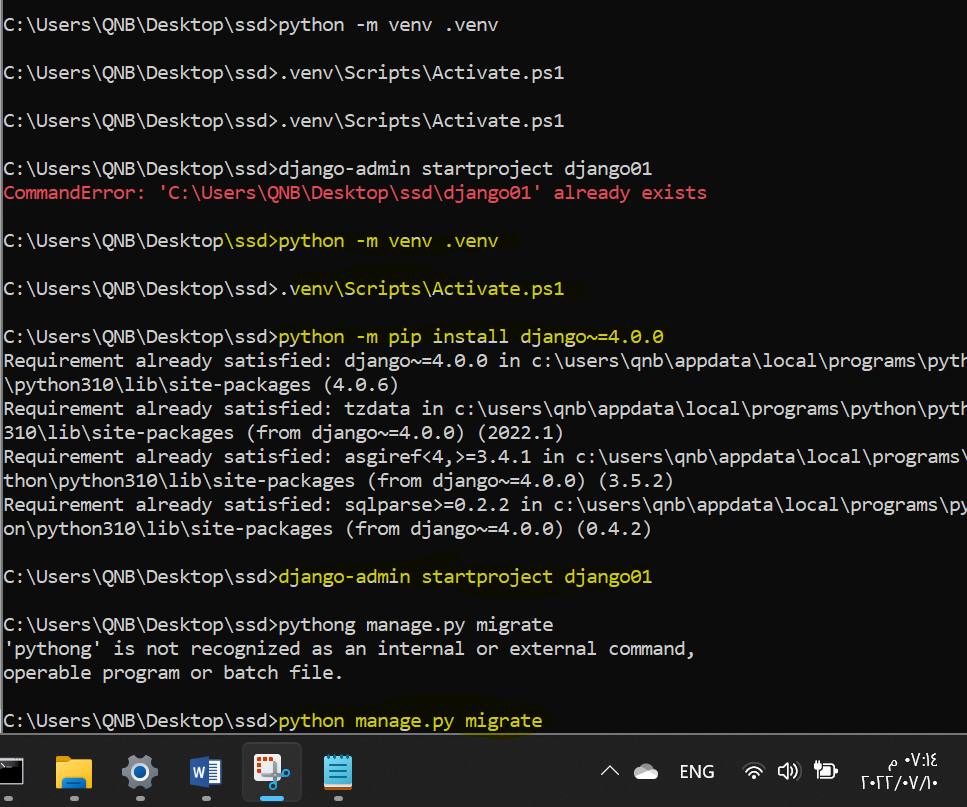 C:\Users\QNB\Desktop\ssd>python -m venv .venv
C:\Users\QNB\Desktop\ssd>.venv\Scripts\Activate.ps1
C:\Users\QNB\Desktop\ssd>.venv\Scripts\Activate.ps1
C:\Users\QNB\Desktop\ssd>django-admin startproject django01
CommandError: 'C:\Users\QNB\Desktop\ssd\django01' already exists
C:\Users\QNB\Desktop\ssd>python -m venv .venv
C:\Users\QNB\Desktop\ssd>.venv\Scripts\Activate.ps1
C:\Users\QNB\Desktop\ssd>python -m pip install django~=4.0.0
Requirement already satisfied: django~=4.0.0 in c:\users\qnb\appdata\local\programs\pyth
\python310\lib\site-packages (4.0.6)
Requirement already satisfied: tzdata in c:\users\qnb\appdata\local\programs\python\pyth
310\lib\site-packages (from django~=4.0.0) (2022.1)
Requirement already satisfied: asgiref<4,>=3.4.1 in c:\users\qnb\appdata\local\programs\
thon\python310\lib\site-packages (from django~=4.0.0) (3.5.2)
Requirement already satisfied: sqlparse>=0.2.2 in c:\users\qnb\appdata\local\programs\py
on\python310\lib\site-packages (from django~=4.0.0) (0.4.2)
C:\Users\QNB\Desktop\ssd>django-admin startproject django01
C:\Users\QNB\Desktop\ssd>pythong manage.py migrate
'pythong' is not recognized as an internal or external command,
operable program or batch file.
C:\Users\QNB\Desktop\ssd>python manage.py migrate
W
ENG
٠٧:١٤ م
٢٠٢٢/٠٧/١٠